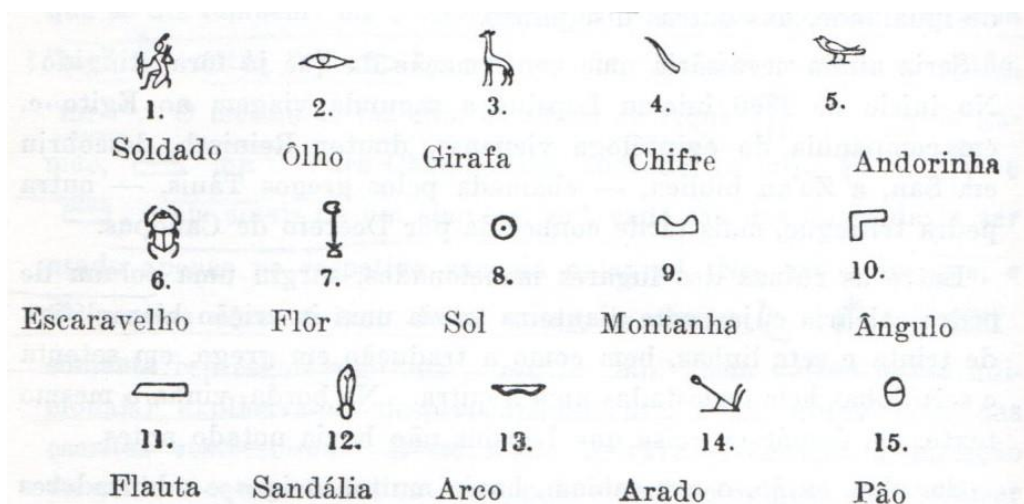 1. 2. 3. 4. 5.
Soldado Olho Girafa Chifre Andorinha
6. 7. 8. 9. 10.
Escaravelho Flor Sol Montanha Ângulo
11. 12. 13. 14. 15.
Flauta Sandália Arco Arado Pão